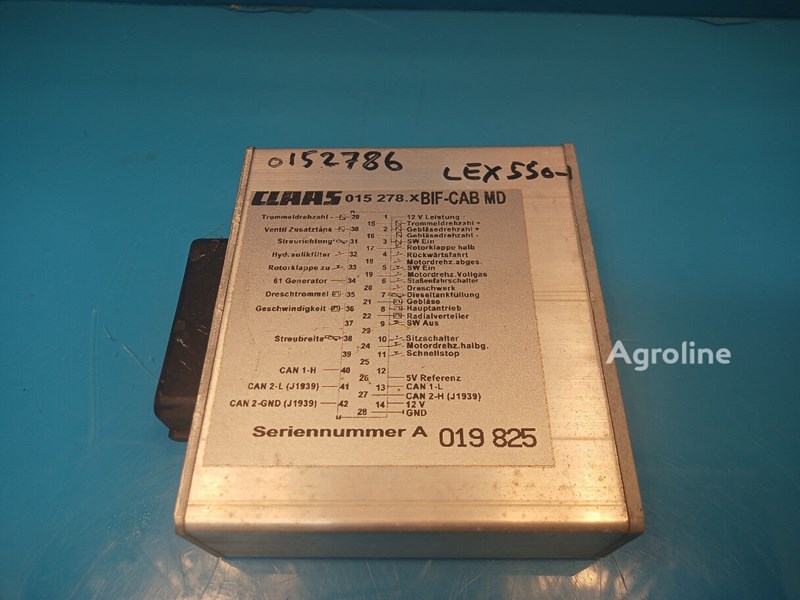 0152786
LEX550-1
CLAAS 015 278.X BIF-CAB MD
Trommeldrehzahl - 29
Ventil Zusatztank 30
Streurichtung 31
Hydraulikfilter 32
Rotorklappe zu 33
61 Generator 34
Dreschtrommel 35
Geschwindigkeit 36
37
Streubreite 38
39
CAN 1-H 40
CAN 2-L (J1939) 41
CAN 2-GND (J1939) 42
1 12 V Leistung
15 Trommeldrehzahl +
2 Gebläsedrehzahl +
16 Gebläsedrehzahl -
3 SW Ein
17 Rotorklappe halb
4 Rückwärtsfahrt
18 Motordrehz.abges.
5 SW Ein
19 Motordrehz.Vollgas
6 Staßenfahrschalter
20 Dreschwerk
7 Dieseltankfüllung
21 Gebläse
8 Hauptantrieb
22 Radialverteiler
9 SW Aus
23
10 Sitzschalter
24 Motordrehz.halbg.
11 Schnellstop
25
12
26 5V Referenz
13 CAN 1-L
27 CAN 2-H (J1939)
14 12 V
28 GND
Seriennummer A 019 825
Agroline